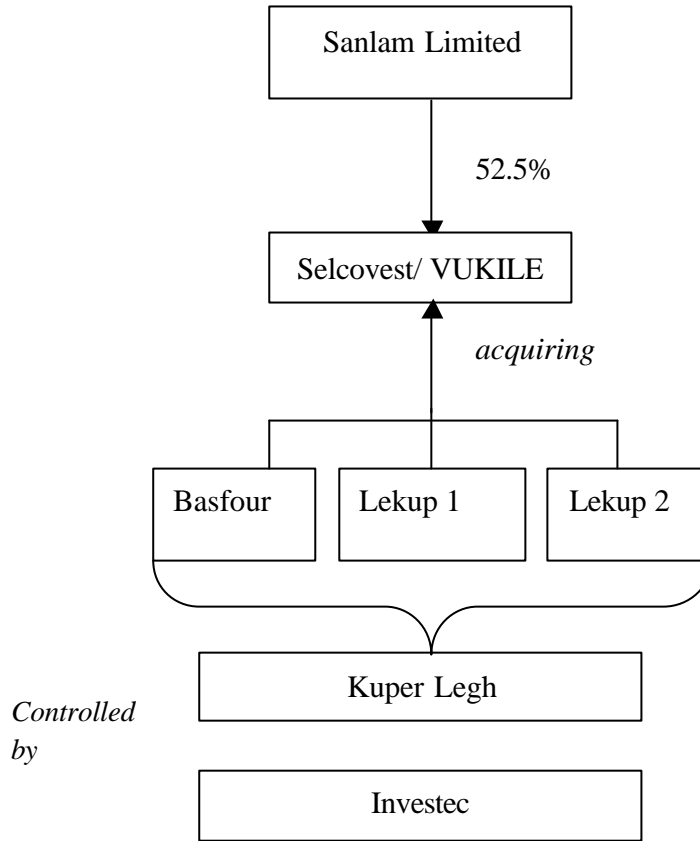 Sanlam Limited
52.5%
Selcovest/ VUKILE
acquiring
Basfour
Lekup 1
Lekup 2
Kuper Legh
Controlled
by
Investec